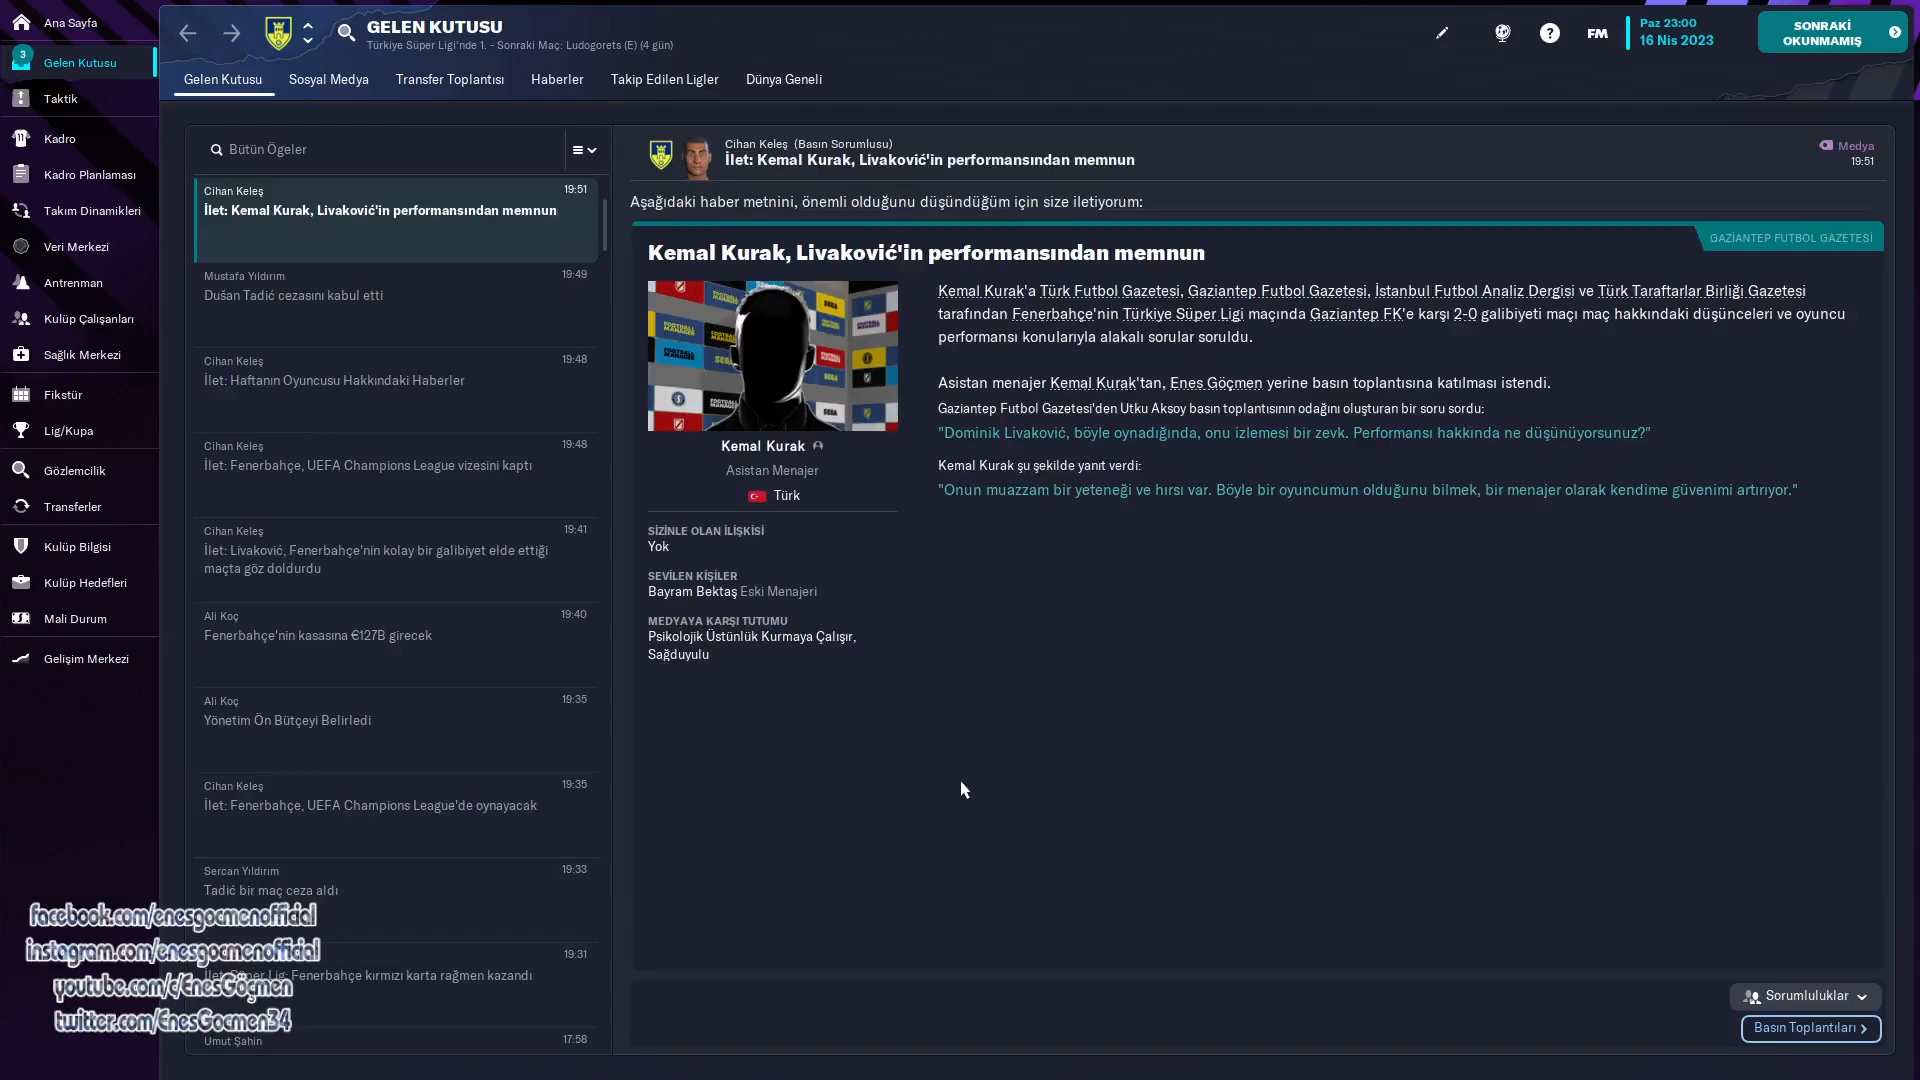 Ana Sayfa
3
Gelen Kutusu
Taktik
Kadro
Kadro Planlaması
Takım Dinamikleri
Veri Merkezi
Antrenman
Kulüp Çalışanları
Sağlık Merkezi
Fikstür
Lig/Kupa
Gözlemcilik
Transferler
Kulüp Bilgisi
Kulüp Hedefleri
Mali Durum
Gelişim Merkezi
GELEN KUTUSU
Türkiye Süper Ligi'nde 1. - Sonraki Maç: Ludogorets (E) (4 gün)
FM
Paz 23:00
16 Nis 2023
SONRAKİ
OKUNMAMIŞ
Gelen Kutusu
Sosyal Medya
Transfer Toplantısı
Haberler
Takip Edilen Ligler
Dünya Geneli
Bütün Ögeler
Cihan Keleş
19:51
İlet: Kemal Kurak, Livaković'in performansından memnun
Mustafa Yıldırım
19:49
Dušan Tadić cezasını kabul etti
Cihan Keleş
19:48
İlet: Haftanın Oyuncusu Hakkındaki Haberler
Cihan Keleş
19:48
İlet: Fenerbahçe, UEFA Champions League vizesini kaptı
Cihan Keleş
19:41
İlet: Livaković, Fenerbahçe'nin kolay bir galibiyet elde ettiği
maçta göz doldurdu
Ali Koç
19:40
Fenerbahçe'nin kasasına €127B girecek
Ali Koç
19:35
Yönetim Ön Bütçeyi Belirledi
Cihan Keleş
19:35
İlet: Fenerbahçe, UEFA Champions League'de oynayacak
Sercan Yıldırım
19:33
Tadić bir maç ceza aldı
19:31
İlet: Süper Lig: Fenerbahçe kırmızı karta rağmen kazandı
Umut Şahin
17:58
Cihan Keleş (Basın Sorumlusu)
İlet: Kemal Kurak, Livaković'in performansından memnun
Medya
19:51
Aşağıdaki haber metnini, önemli olduğunu düşündüğüm için size iletiyorum:
GAZİANTEP FUTBOL GAZETESİ
Kemal Kurak, Livaković'in performansından memnun
Kemal Kurak
Asistan Menajer
Türk
SİZİNLE OLAN İLİŞKİSİ
Yok
SEVİLEN KİŞİLER
Bayram Bektaş Eski Menajeri
MEDYAYA KARŞI TUTUMU
Psikolojik Üstünlük Kurmaya Çalışır,
Sağduyulu
Kemal Kurak'a Türk Futbol Gazetesi, Gaziantep Futbol Gazetesi, İstanbul Futbol Analiz Dergisi ve Türk Taraftarlar Birliği Gazetesi
tarafından Fenerbahçe'nin Türkiye Süper Ligi maçında Gaziantep FK'e karşı 2-0 galibiyeti maçı maç hakkındaki düşünceleri ve oyuncu
performansı konularıyla alakalı sorular soruldu.
Asistan menajer Kemal Kurak'tan, Enes Göçmen yerine basın toplantısına katılması istendi.
Gaziantep Futbol Gazetesi'den Utku Aksoy basın toplantısının odağını oluşturan bir soru sordu:
"Dominik Livaković, böyle oynadığında, onu izlemesi bir zevk. Performansı hakkında ne düşünüyorsunuz?"
Kemal Kurak şu şekilde yanıt verdi:
"Onun muazzam bir yeteneği ve hırsı var. Böyle bir oyuncumun olduğunu bilmek, bir menajer olarak kendime güvenimi artırıyor."
Sorumluluklar
Basın Toplantıları
facebook.com/enesgocmenofficial
instagram.com/enesgocmenofficial
youtube.com/c/EnesGöçmen
twitter.com/EnesGocmen34